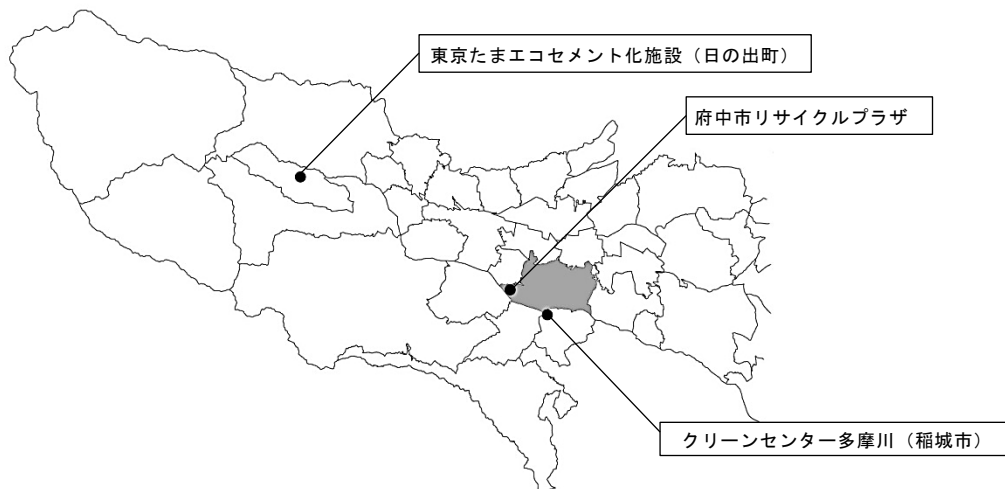 東京たまエコセメント化施設（日の出町）
府中市リサイクルプラザ
クリーンセンター多摩川（稲城市）